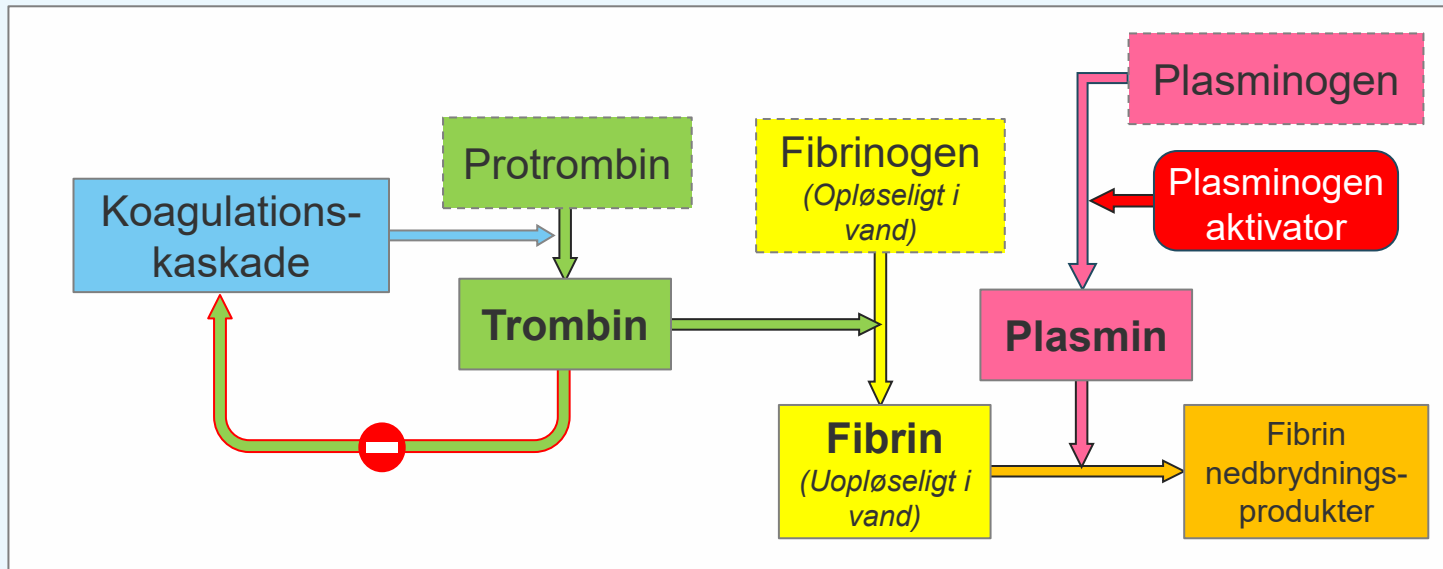 Plasminogen
Protrombin
Fibrinogen
(Opløseligt i
vand)
Plasminogen
aktivator
Koagulations-
kaskade
Trombin
Plasmin
Fibrin
(Uopløseligt i
vand)
Fibrin
nedbrydnings-
produkter